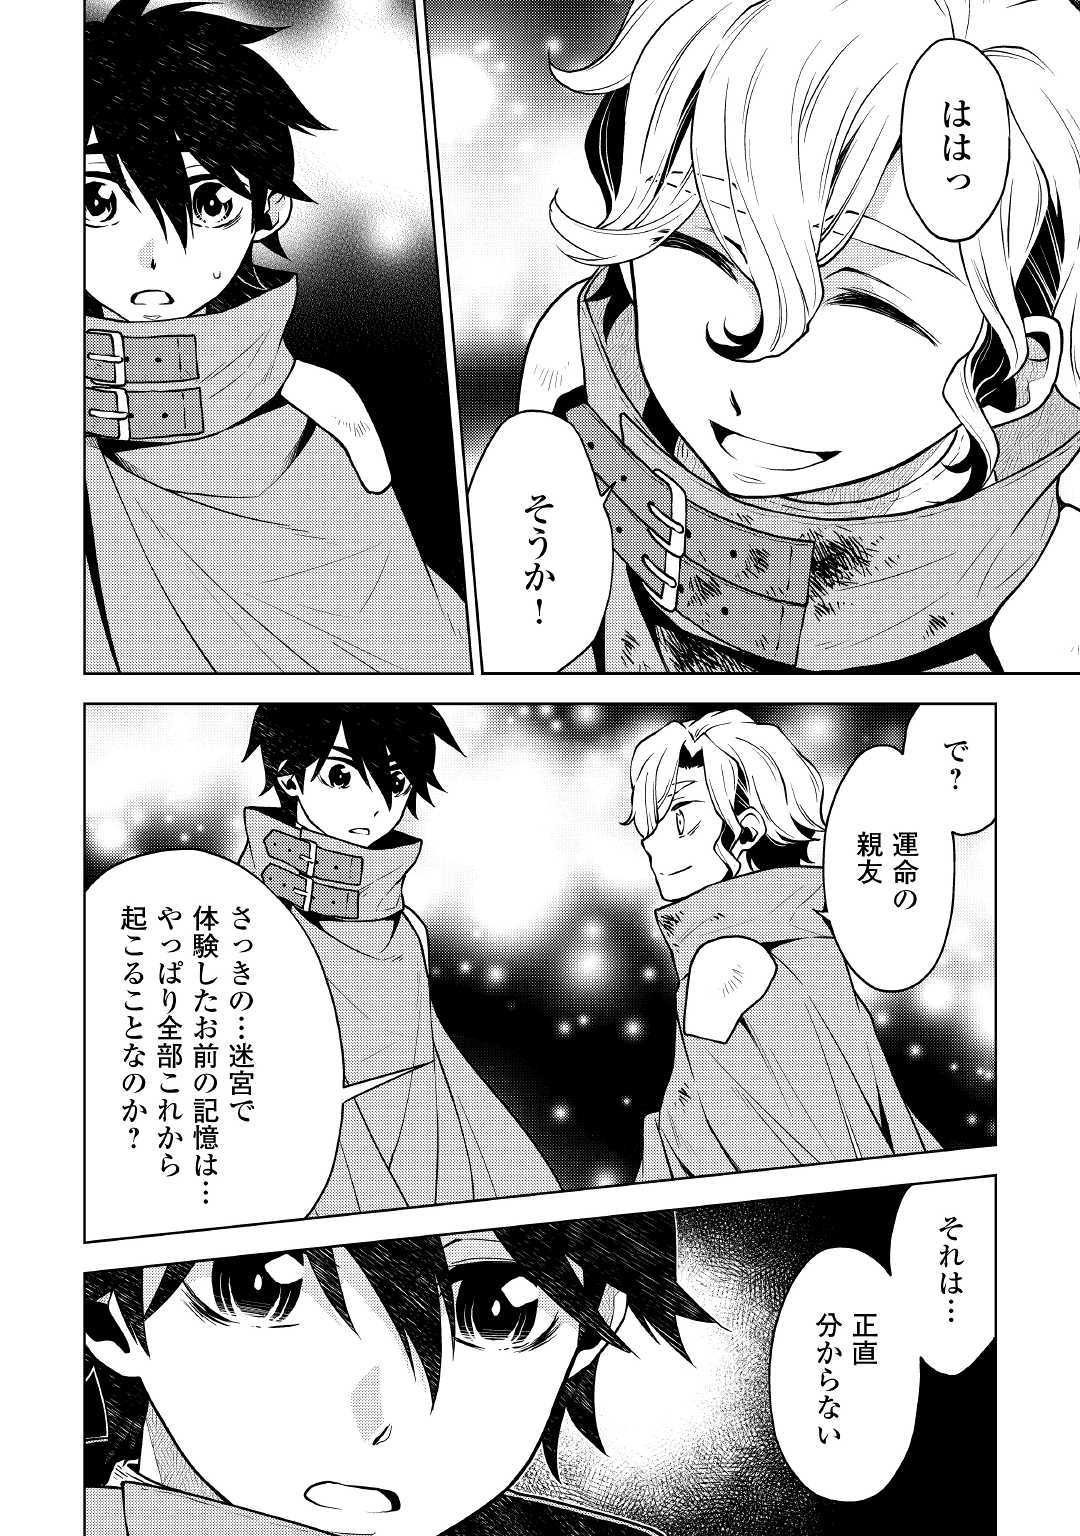 ははっ
そうか！
で？
運命の
親友
さっきの…迷宮で
体験したお前の記憶は…
やっぱり全部これから
起こることなのか？
それは…
正直
分からない